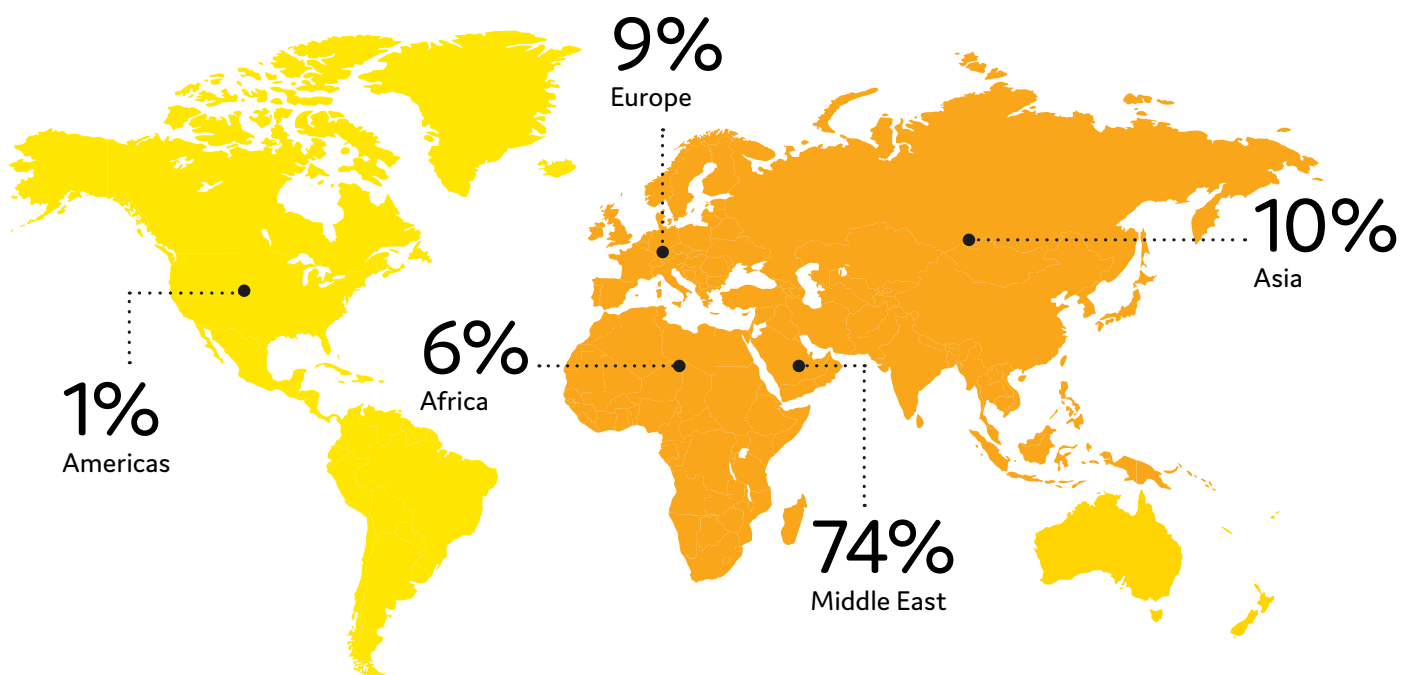 9%
Europe
10%
Asia
6%
Africa
1%
Americas
74%
Middle East